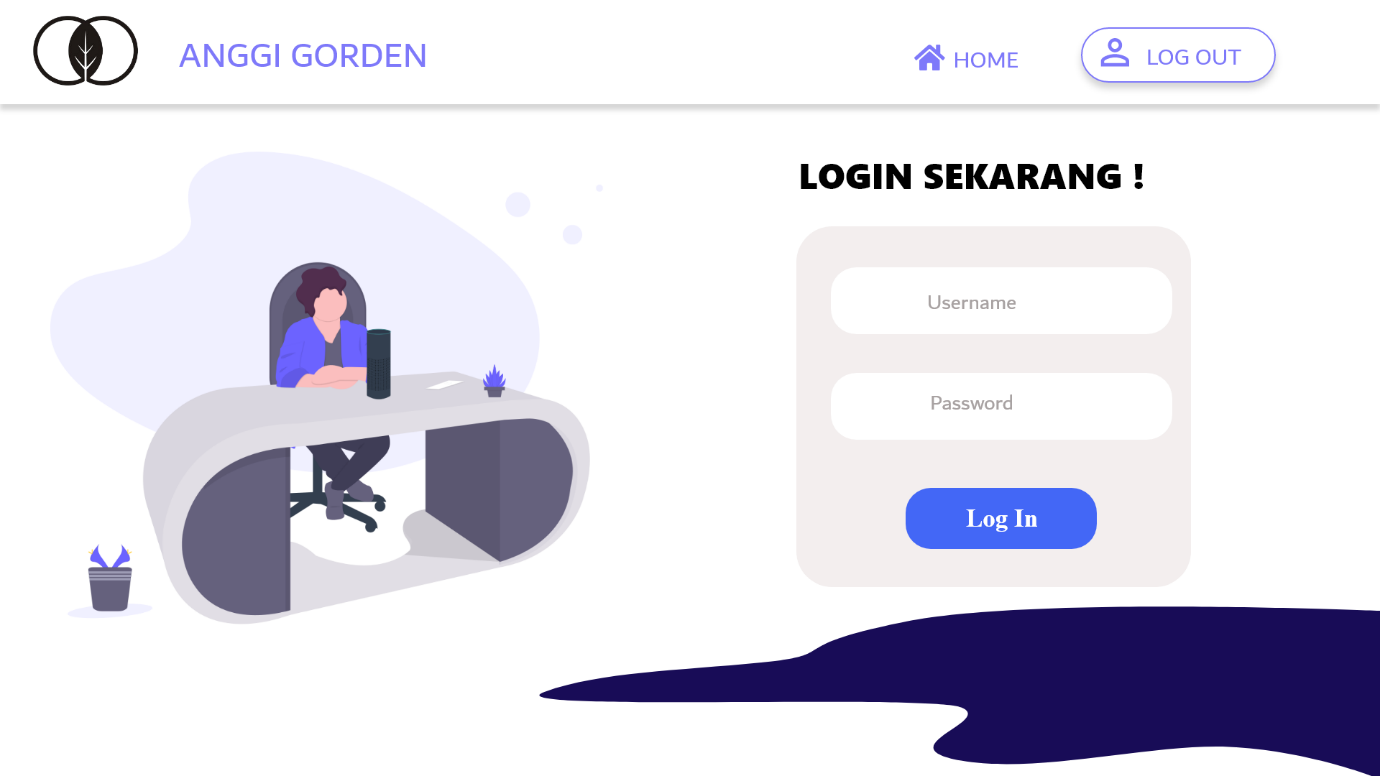 ANGGI GORDEN
HOME
LOG OUT
LOGIN SEKARANG !
Username
Password
Log In